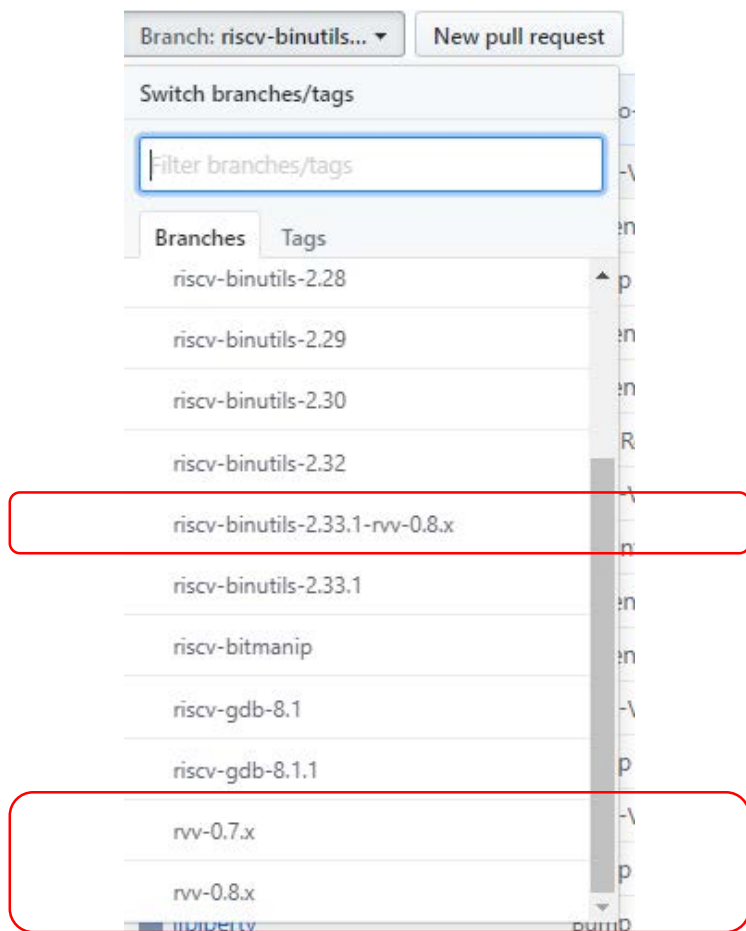 Branch: riscv-binutils...
New pull request
Switch branches/tags
Filter branches/tags
Branches Tags
riscv-binutils-2.28
riscv-binutils-2.29
riscv-binutils-2.30
riscv-binutils-2.32
riscv-binutils-2.33.1-rvv-0.8.x
riscv-binutils-2.33.1
riscv-bitmanip
riscv-gdb-8.1
riscv-gdb-8.1.1
rvv-0.7.x
rvv-0.8.x